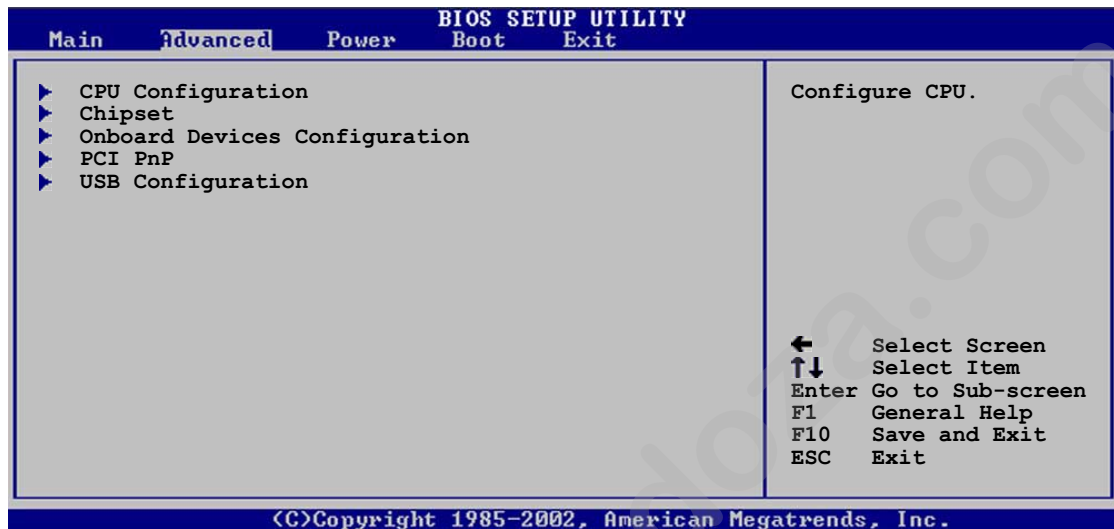 BIOS SETUP UTILITY
Main Advanced Power Boot Exit
CPU Configuration
Chipset
Onboard Devices Configuration
PCI PnP
USB Configuration
Configure CPU.
← Select Screen
↑↓ Select Item
Enter Go to Sub-screen
F1 General Help
F10 Save and Exit
ESC Exit
(C)Copyright 1985-2002, American Megatrends, Inc.
doza.com